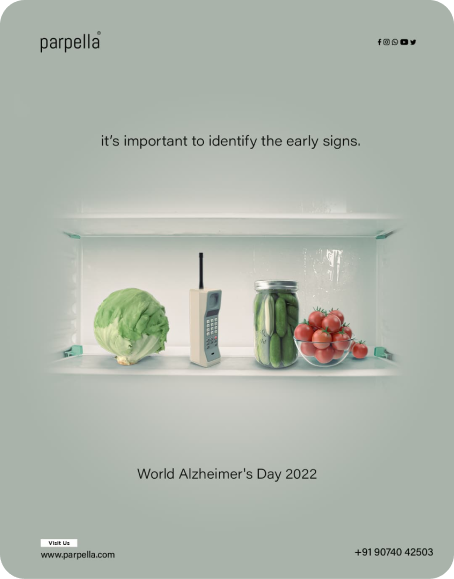 parpella®
it's important to identify the early signs.
World Alzheimer's Day 2022
Visit Us
www.parpella.com
+91 90740 42503